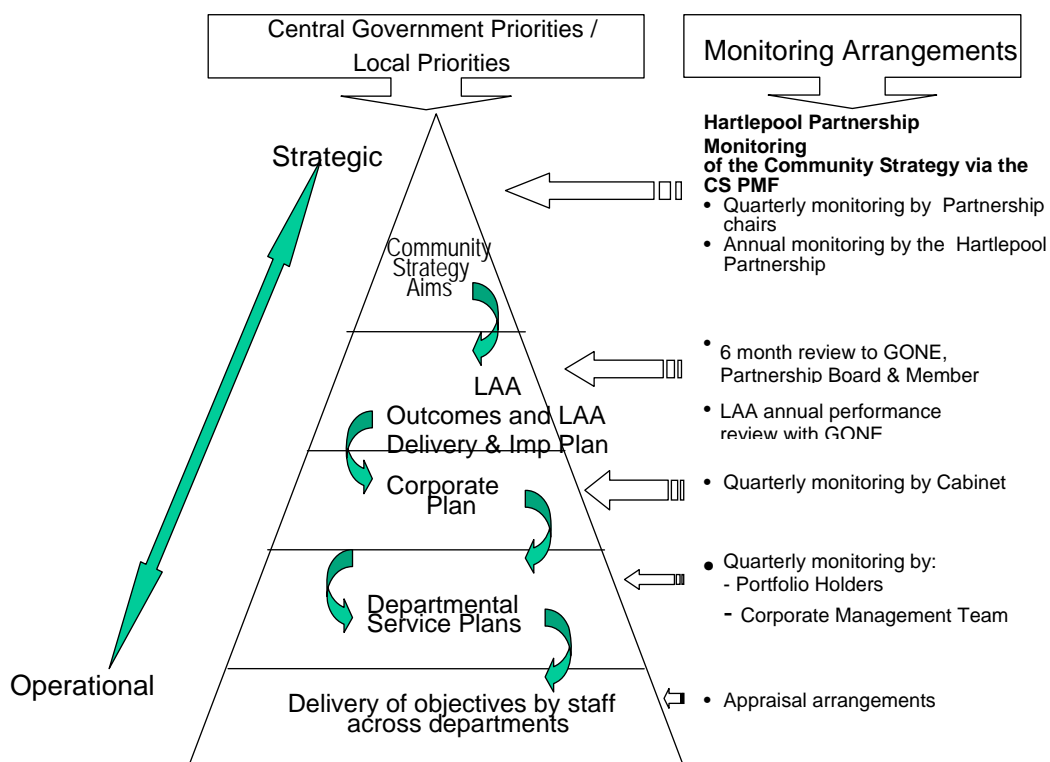 Central Government Priorities /
Local Priorities
Monitoring Arrangements
Strategic
Operational
Community
Strategy
Aims
LAA
Outcomes and LAA
Delivery & Imp Plan
Corporate
Plan
Departmental
Service Plans
Delivery of objectives by staff
across departments
Hartlepool Partnership
Monitoring
of the Community Strategy via the
CS PMF
• Quarterly monitoring by Partnership
chairs
• Annual monitoring by the Hartlepool
Partnership
• 6 month review to GONE,
Partnership Board & Member
• LAA annual performance
review with GONE
• Quarterly monitoring by Cabinet
• Quarterly monitoring by:
- Portfolio Holders
- Corporate Management Team
• Appraisal arrangements